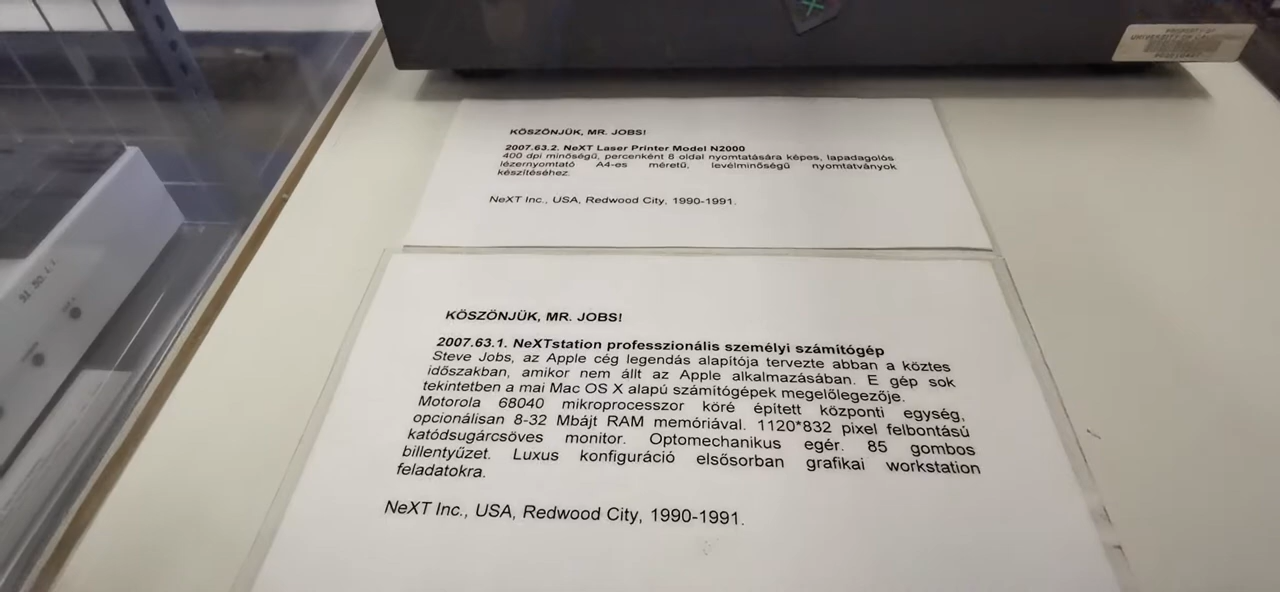 PROPERTY OF
UNIVERSITY OF
KÖSZÖNJÜK, MR. JOBS!
2007.63.2. NeXT Laser Printer Model N2000
400 dpi minőségű, percenként 8 oldal nyomtatására képes, lapadagolós
lézernyomtató A4-es méretű, levélminőségű nyomtatványok
készítéséhez.
NeXT Inc., USA, Redwood City, 1990-1991.
KÖSZÖNJÜK, MR. JOBS!
2007.63.1. NeXTstation professzionális személyi számítógép
Steve Jobs, az Apple cég legendás alapítója tervezte abban a köztes
időszakban, amikor nem állt az Apple alkalmazásában. E gép sok
tekintetben a mai Mac OS X alapú számítógépek megelőlegezője.
Motorola 68040 mikroprocesszor köré épített központi egység,
opcionálisan 8-32 Mbájt RAM memóriával. 1120*832 pixel felbontású
katódsugárcsöves monitor. Optomechanikus egér. 85 gombos
billentyűzet. Luxus konfiguráció elsősorban grafikai workstation
feladatokra.
NeXT Inc., USA, Redwood City, 1990-1991.